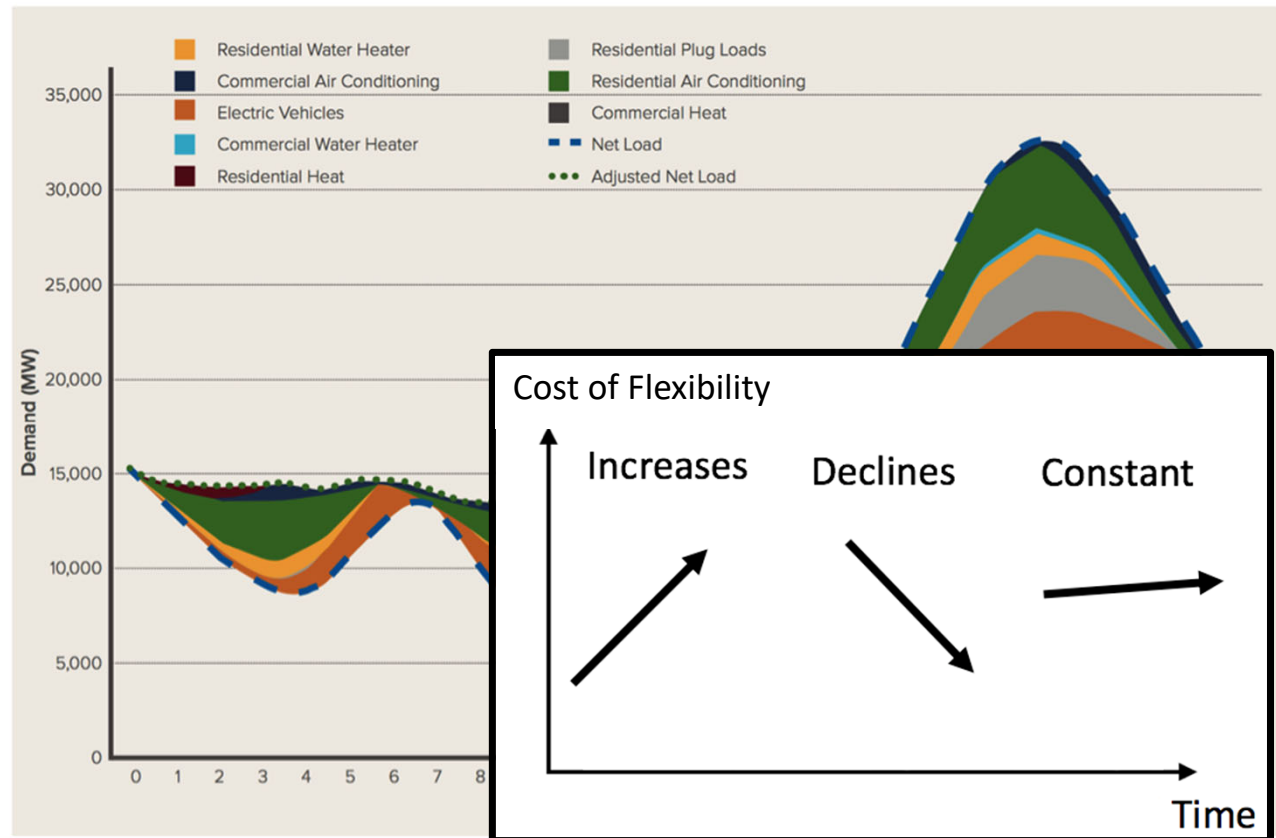 Residential Water Heater
Commercial Air Conditioning
Electric Vehicles
Commercial Water Heater
Residential Heat
Residential Plug Loads
Residential Air Conditioning
Commercial Heat
Net Load
Adjusted Net Load
Demand (MW)
35,000
30,000
25,000
20,000
15,000
10,000
5,000
0
0 1 2 3 4 5 6 7 8
Cost of Flexibility
Increases Declines Constant
Time